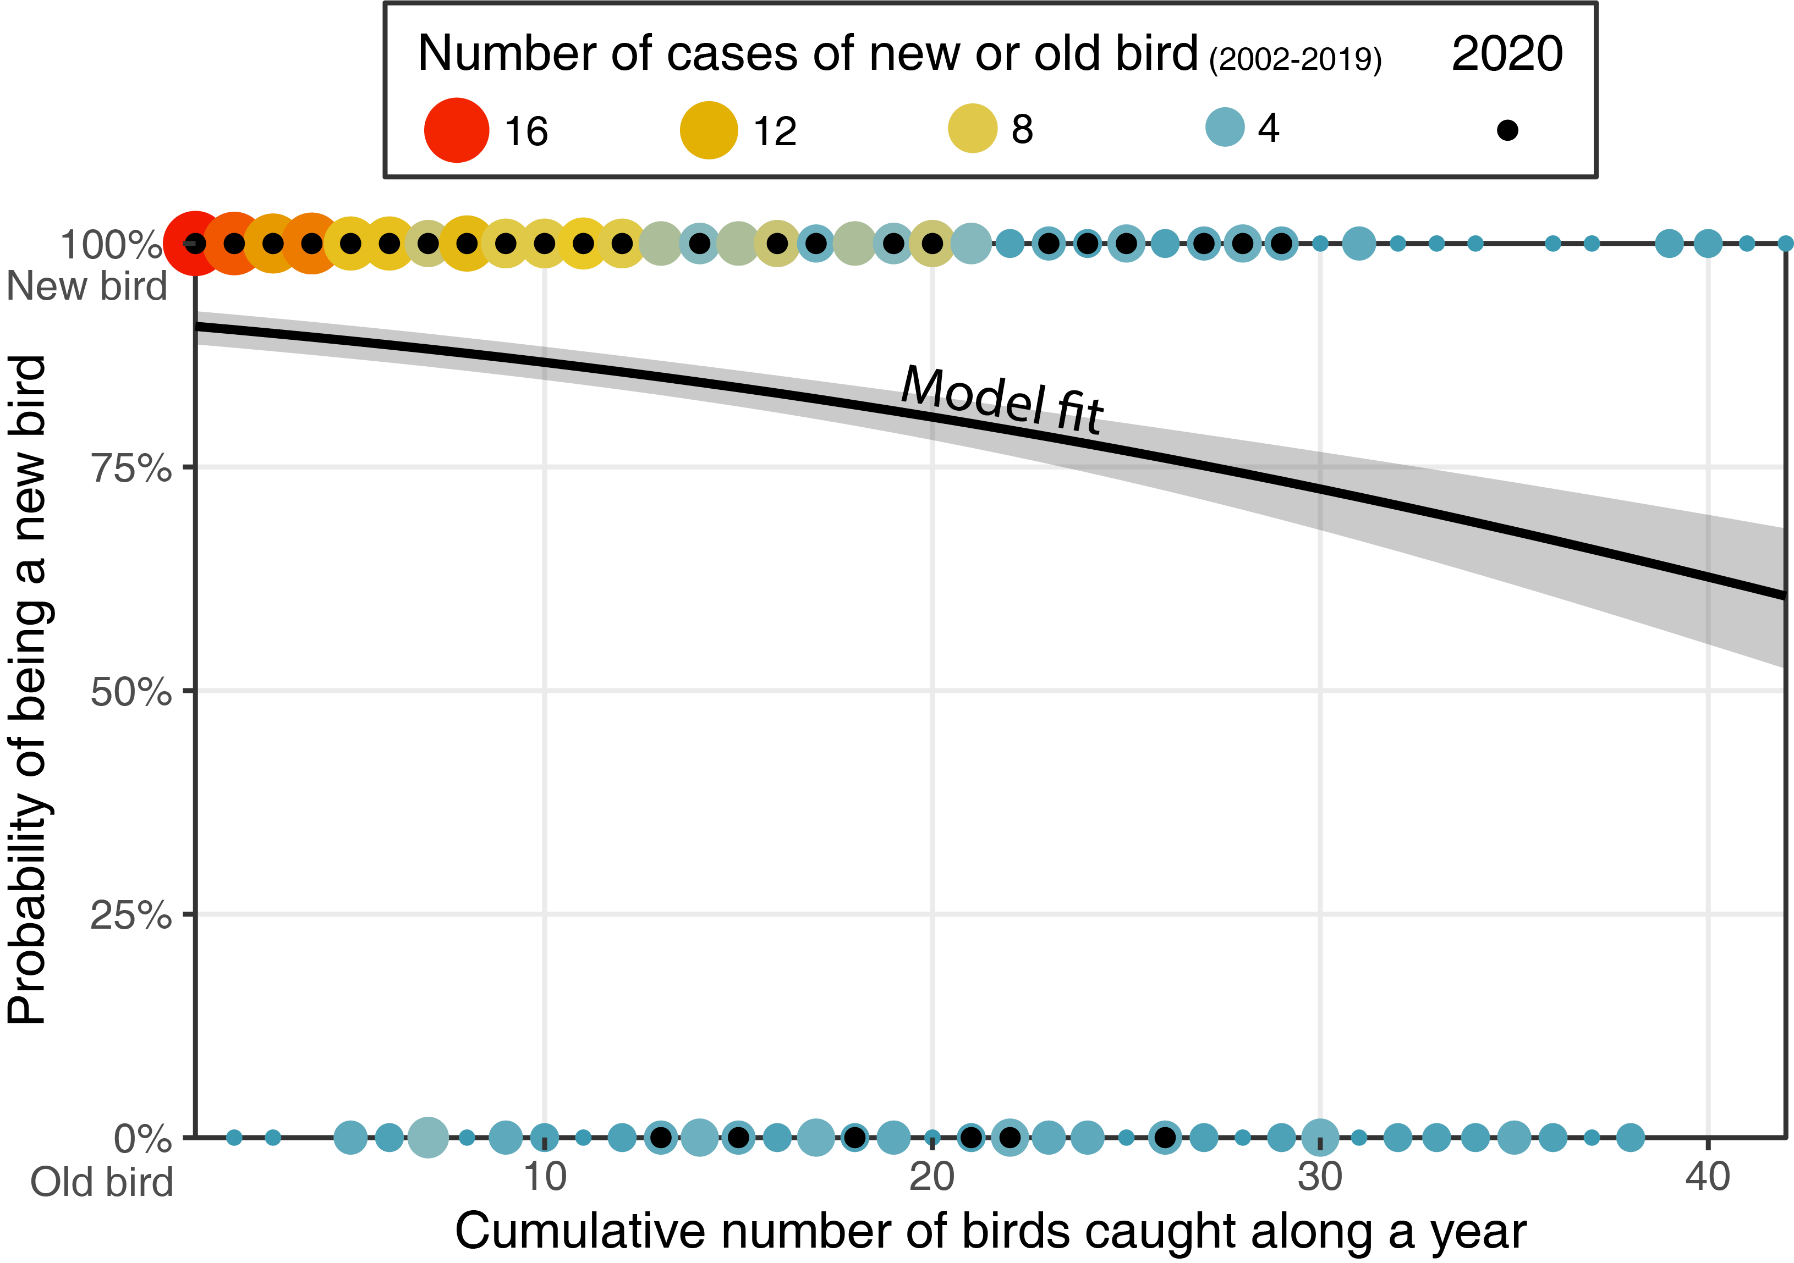 Number of cases of new or old bird (2002-2019) 2020
16 12 8 4
100%
New bird
Model fit
75%
50%
25%
0%
Old bird
10 20 30 40
Probability of being a new bird
Cumulative number of birds caught along a year